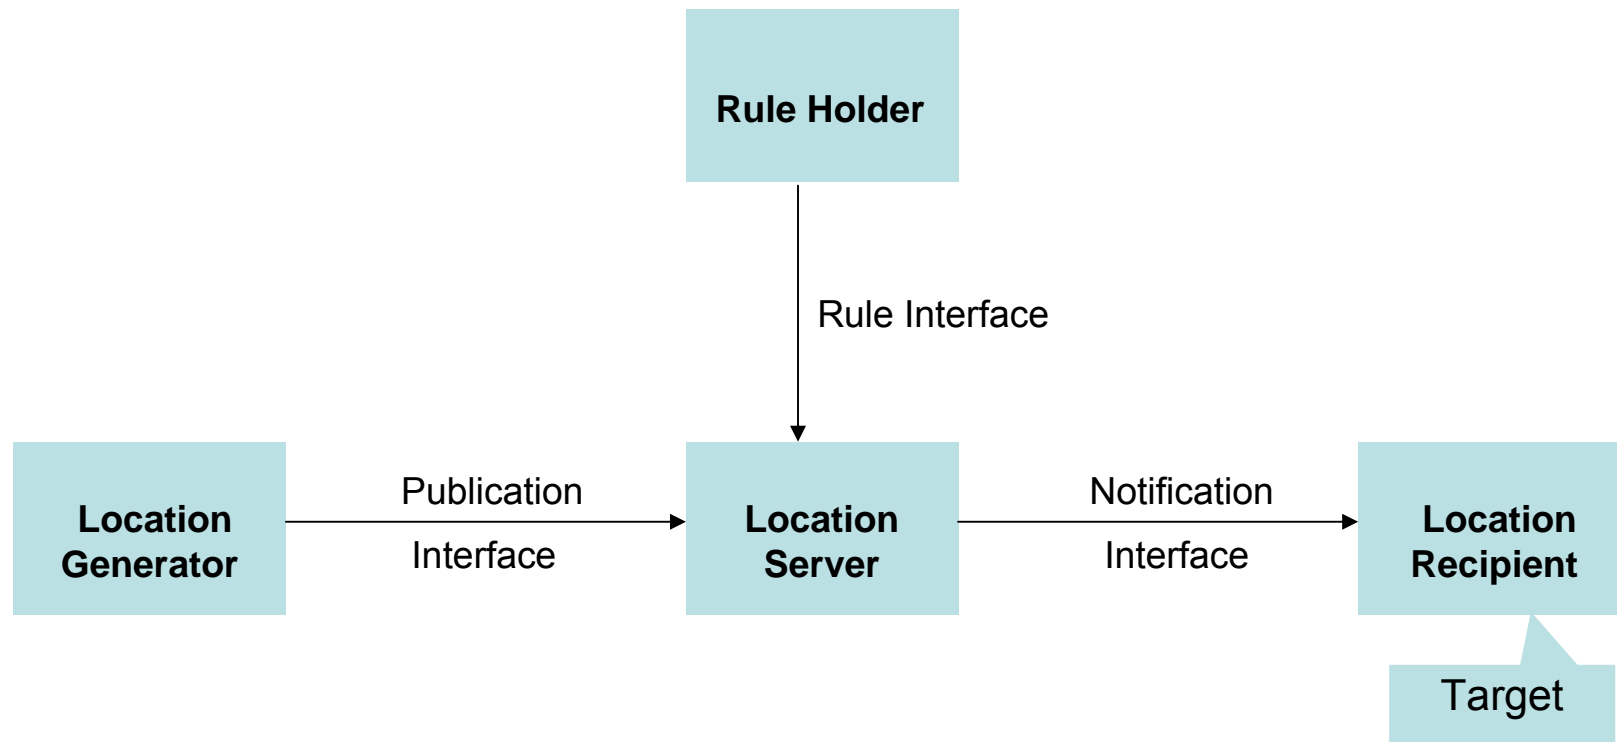 Rule Holder
Rule Interface
Location
Generator
Publication
Interface
Location
Server
Notification
Interface
Location
Recipient
Target